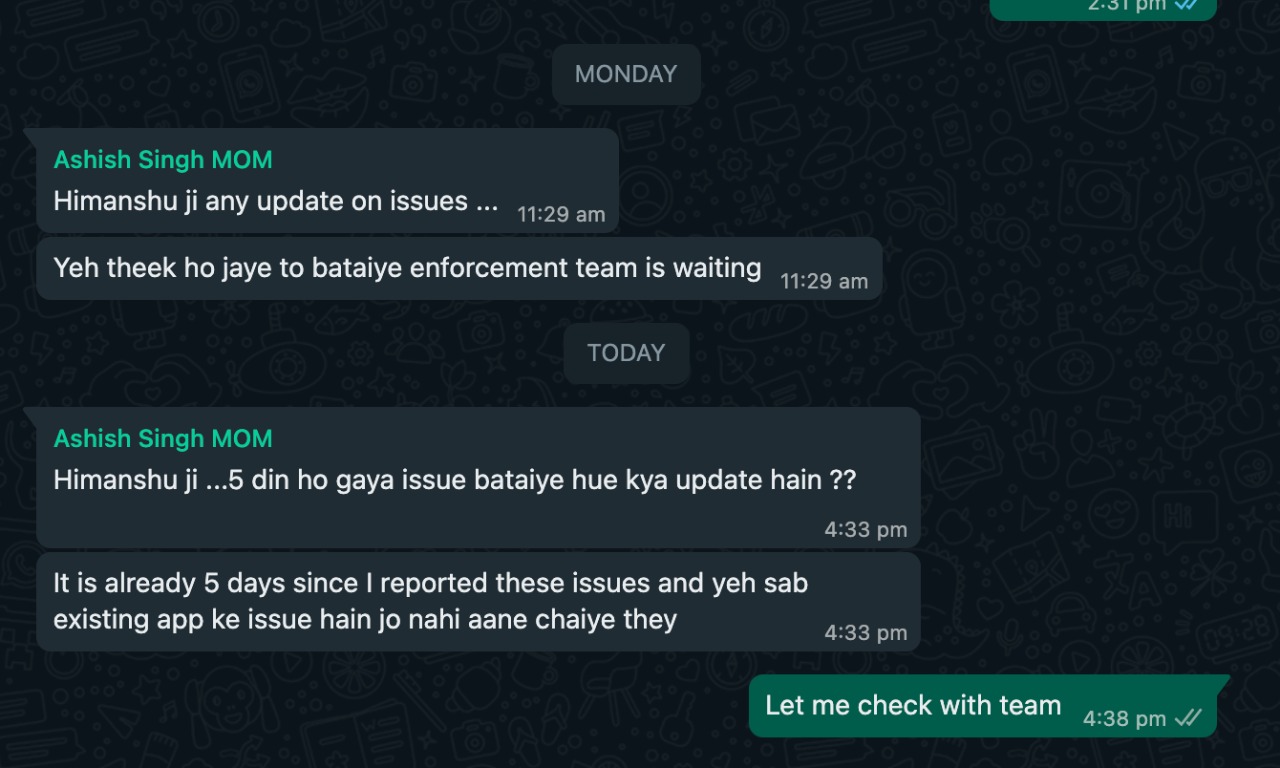 2:31 pm
MONDAY
Ashish Singh MOM
Himanshu ji any update on issues ...
11:29 am
Yeh theek ho jaye to bataiye enforcement team is waiting
11:29 am
TODAY
Ashish Singh MOM
Himanshu ji ...5 din ho gaya issue bataiye hue kya update hain ??
4:33 pm
It is already 5 days since I reported these issues and yeh sab
existing app ke issue hain jo nahi aane chaiye they
4:33 pm
Let me check with team
4:38 pm